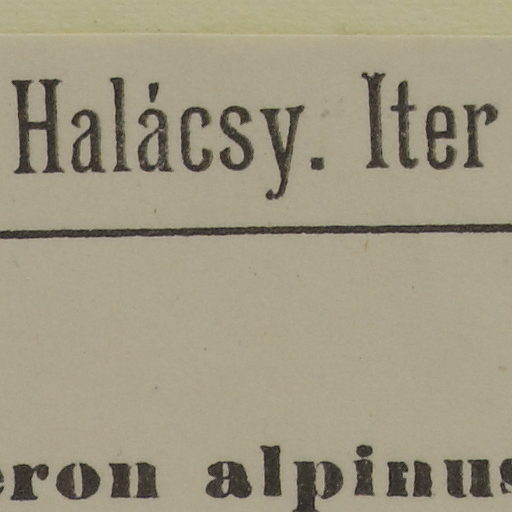 Halácsy. Iter
eron alpinus